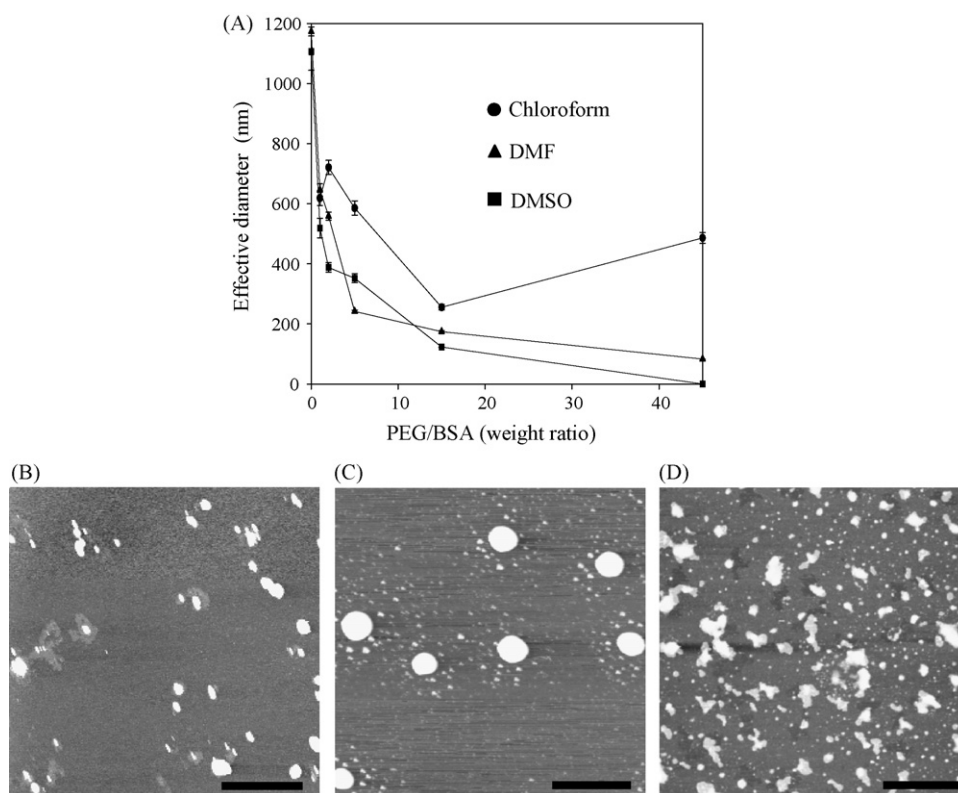 (A)
1200
1000
800
600
400
200
0
Effective diameter (nm)
Chloroform
DMF
DMSO
0 10 20 30 40
PEG/BSA (weight ratio)
(B) (C) (D)